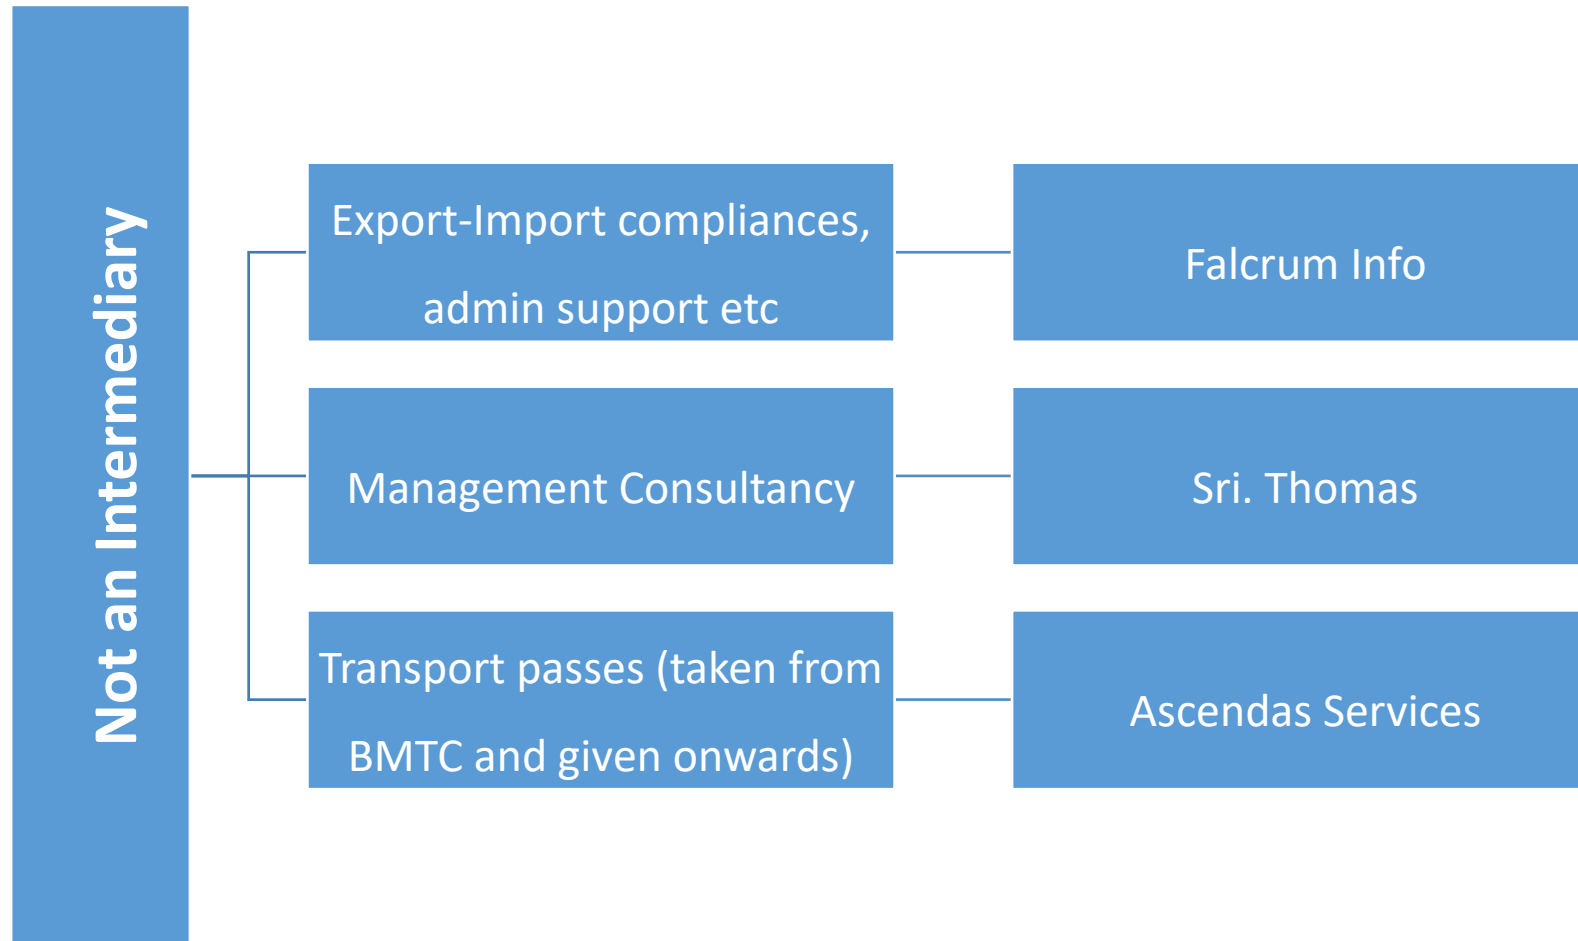 Not an Intermediary
Export-Import compliances,
admin support etc
Falcrum Info
Management Consultancy
Sri. Thomas
Transport passes (taken from
BMTC and given onwards)
Ascendas Services